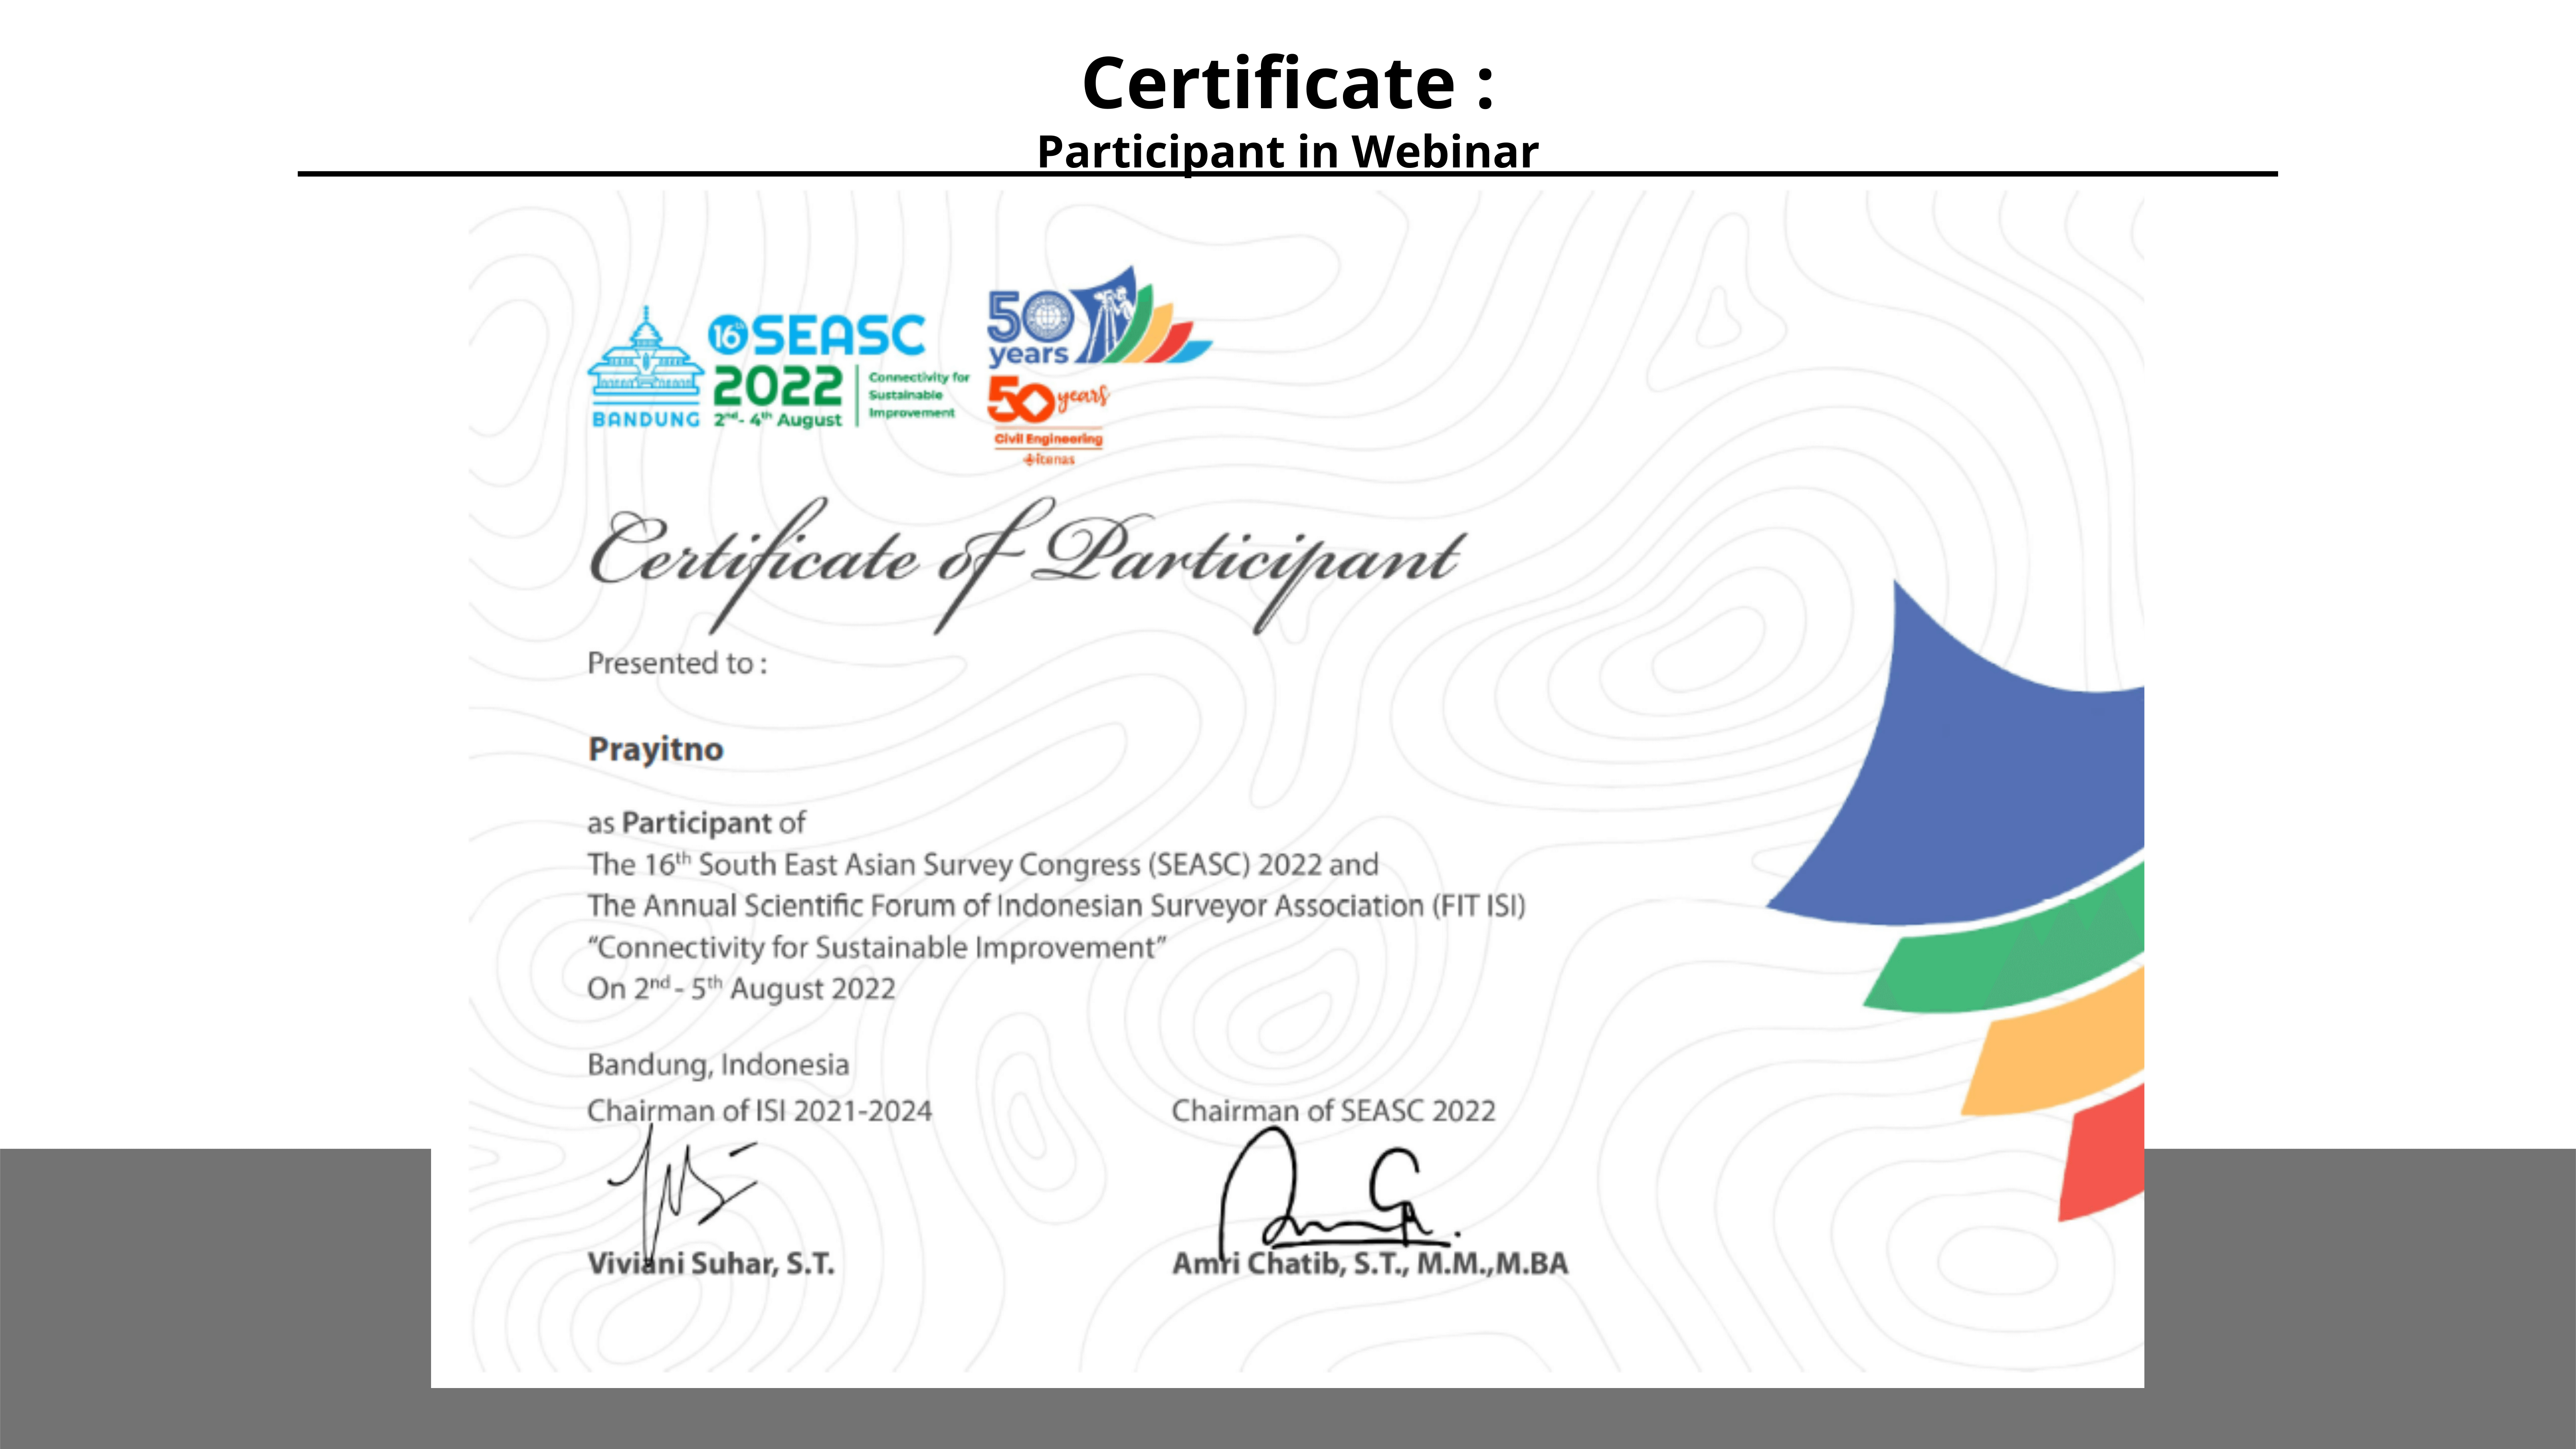 Certificate :
Participant in Webinar
16th SEASC
2022
BANDUNG
2nd - 4th August
Connectivity for
Sustainable
Improvement
50
years
50 years
Civil Engineering
itenas
Certificate of Participant
Presented to :
Prayitno
as Participant of
The 16th South East Asian Survey Congress (SEASC) 2022 and
The Annual Scientific Forum of Indonesian Surveyor Association (FIT ISI)
“Connectivity for Sustainable Improvement”
On 2nd - 5th August 2022
Bandung, Indonesia
Chairman of ISI 2021-2024
Chairman of SEASC 2022
Viviani Suhar, S.T.
Amri Chatib, S.T., M.M.,M.BA